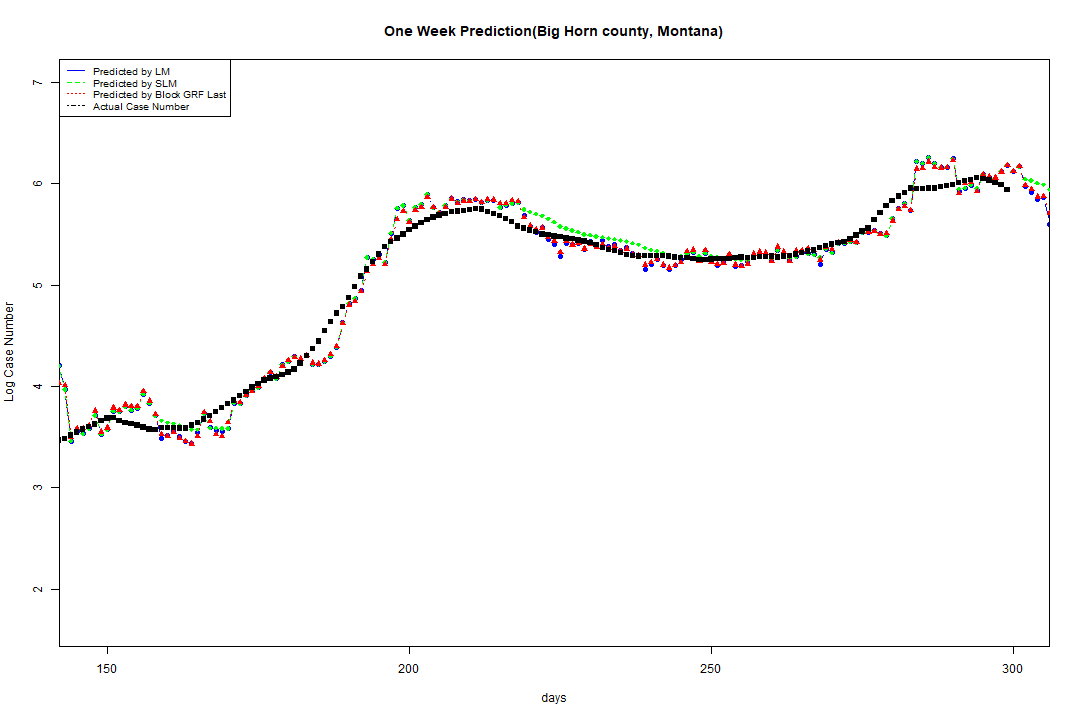 One Week Prediction(Big Horn county, Montana)
Predicted by LM
Predicted by SLM
Predicted by Block GRF Last
Actual Case Number
7
6
5
4
3
2
Log Case Number
150
200
250
300
days